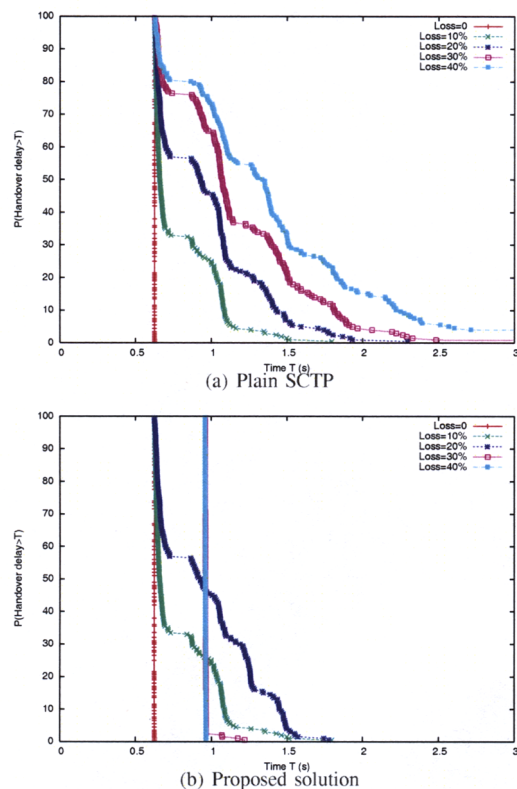 100
90
80
70
60
50
40
30
20
10
0
P(Handover delay>T)
Loss=0
Loss=10%
Loss=20%
Loss=30%
Loss=40%
0 0.5 1 1.5 2 2.5 3
Time T (s)
(a) Plain SCTP
100
90
80
70
60
50
40
30
20
10
0
P(Handover delay>T)
Loss=0
Loss=10%
Loss=20%
Loss=30%
Loss=40%
0 0.5 1 1.5 2 2.5 3
Time T (s)
(b) Proposed solution